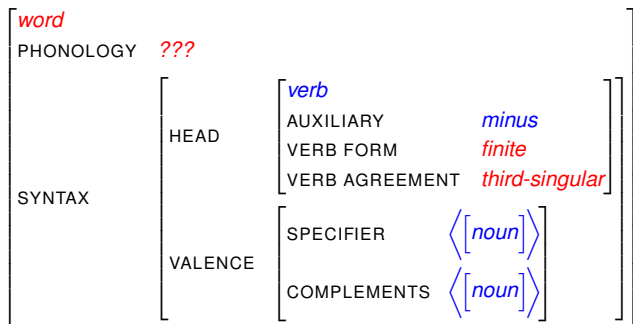 word
PHONOLOGY ???
verb
AUXILIARY minus
HEAD
VERB FORM finite
VERB AGREEMENT third-singular
SYNTAX
SPECIFIER ⟨[noun]⟩
VALENCE
COMPLEMENTS ⟨[noun]⟩